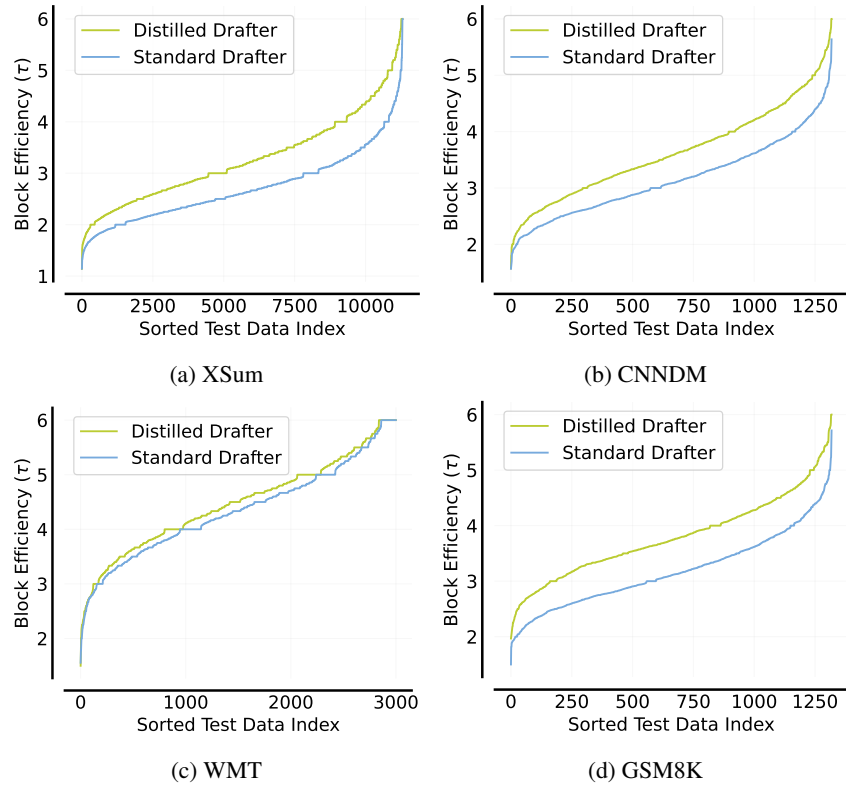 Distilled Drafter
Standard Drafter
Block Efficiency (τ)
6
5
4
3
2
1
0 2500 5000 7500 10000
Sorted Test Data Index
(a) XSum
Distilled Drafter
Standard Drafter
Block Efficiency (τ)
6
5
4
3
2
0 250 500 750 1000 1250
Sorted Test Data Index
(b) CNNDM
Distilled Drafter
Standard Drafter
Block Efficiency (τ)
6
5
4
3
2
0 1000 2000 3000
Sorted Test Data Index
(c) WMT
Distilled Drafter
Standard Drafter
Block Efficiency (τ)
6
5
4
3
2
0 250 500 750 1000 1250
Sorted Test Data Index
(d) GSM8K